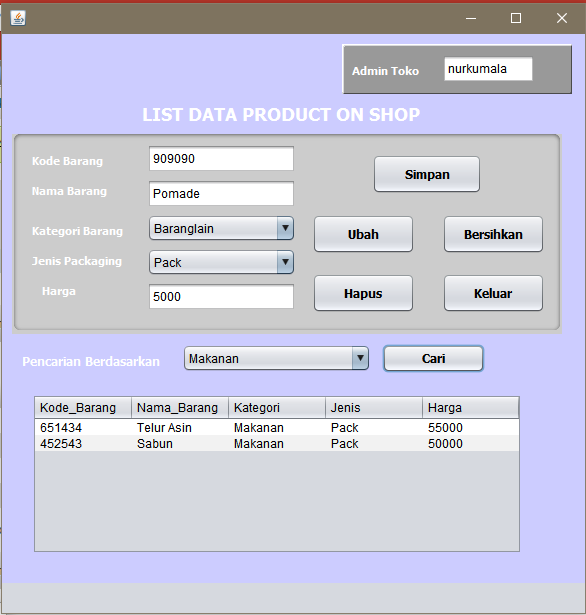 Admin Toko nurkumala
LIST DATA PRODUCT ON SHOP
Kode Barang 909090
Simpan
Nama Barang Pomade
Kategori Barang Baranglain Ubah Bersihkan
Jenis Packaging Pack
Harga 5000 Hapus Keluar
Pencarian Berdasarkan Makanan Cari
Kode_Barang Nama_Barang Kategori Jenis Harga
651434 Telur Asin Makanan Pack 55000
452543 Sabun Makanan Pack 50000